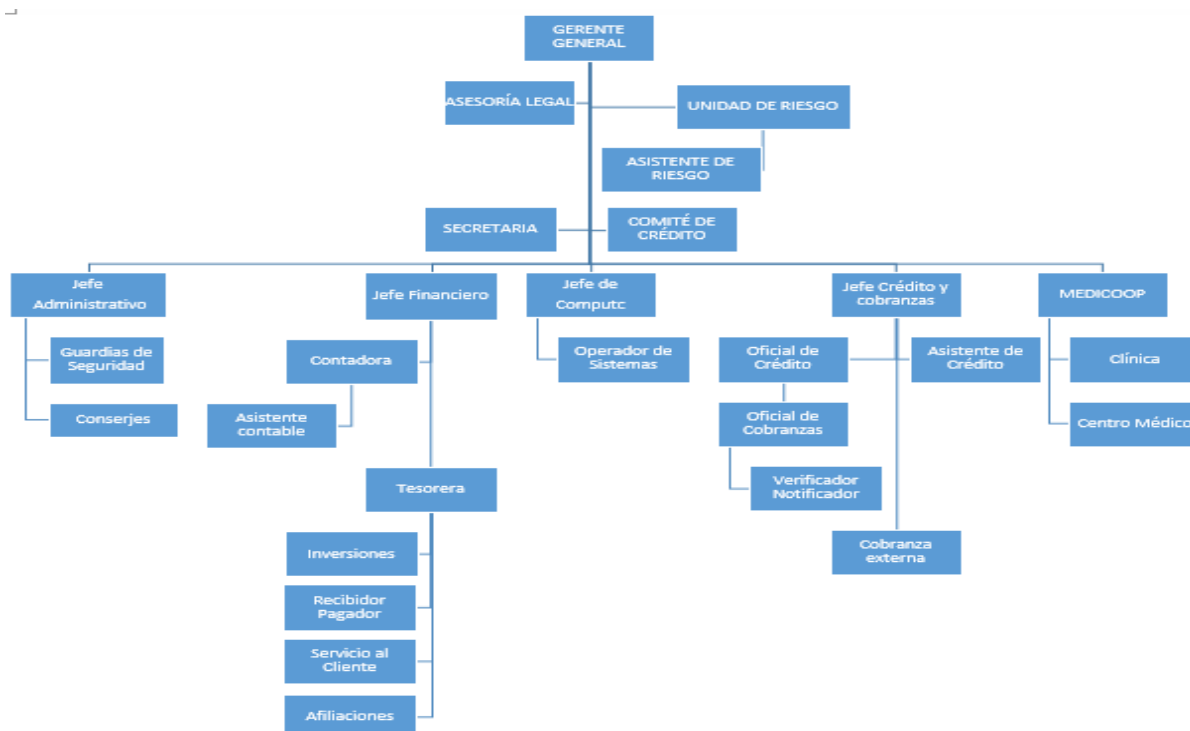 GERENTE
GENERAL
ASESORÍA LEGAL
UNIDAD DE RIESGO
ASISTENTE DE
RIESGO
SECRETARIA
COMITÉ DE
CRÉDITO
Jefe
Administrativo
Jefe Financiero
Jefe de
Computc
Jefe Crédito y
cobranzas
MEDICOOP
Guardias de
Seguridad
Contadora
Operador de
Sistemas
Oficial de
Crédito
Asistente de
Crédito
Clínica
Conserjes
Asistente
contable
Oficial de
Cobranzas
Centro Médico
Tesorera
Verificador
Notificador
Inversiones
Cobranza
externa
Recibidor
Pagador
Servicio al
Cliente
Afiliaciones